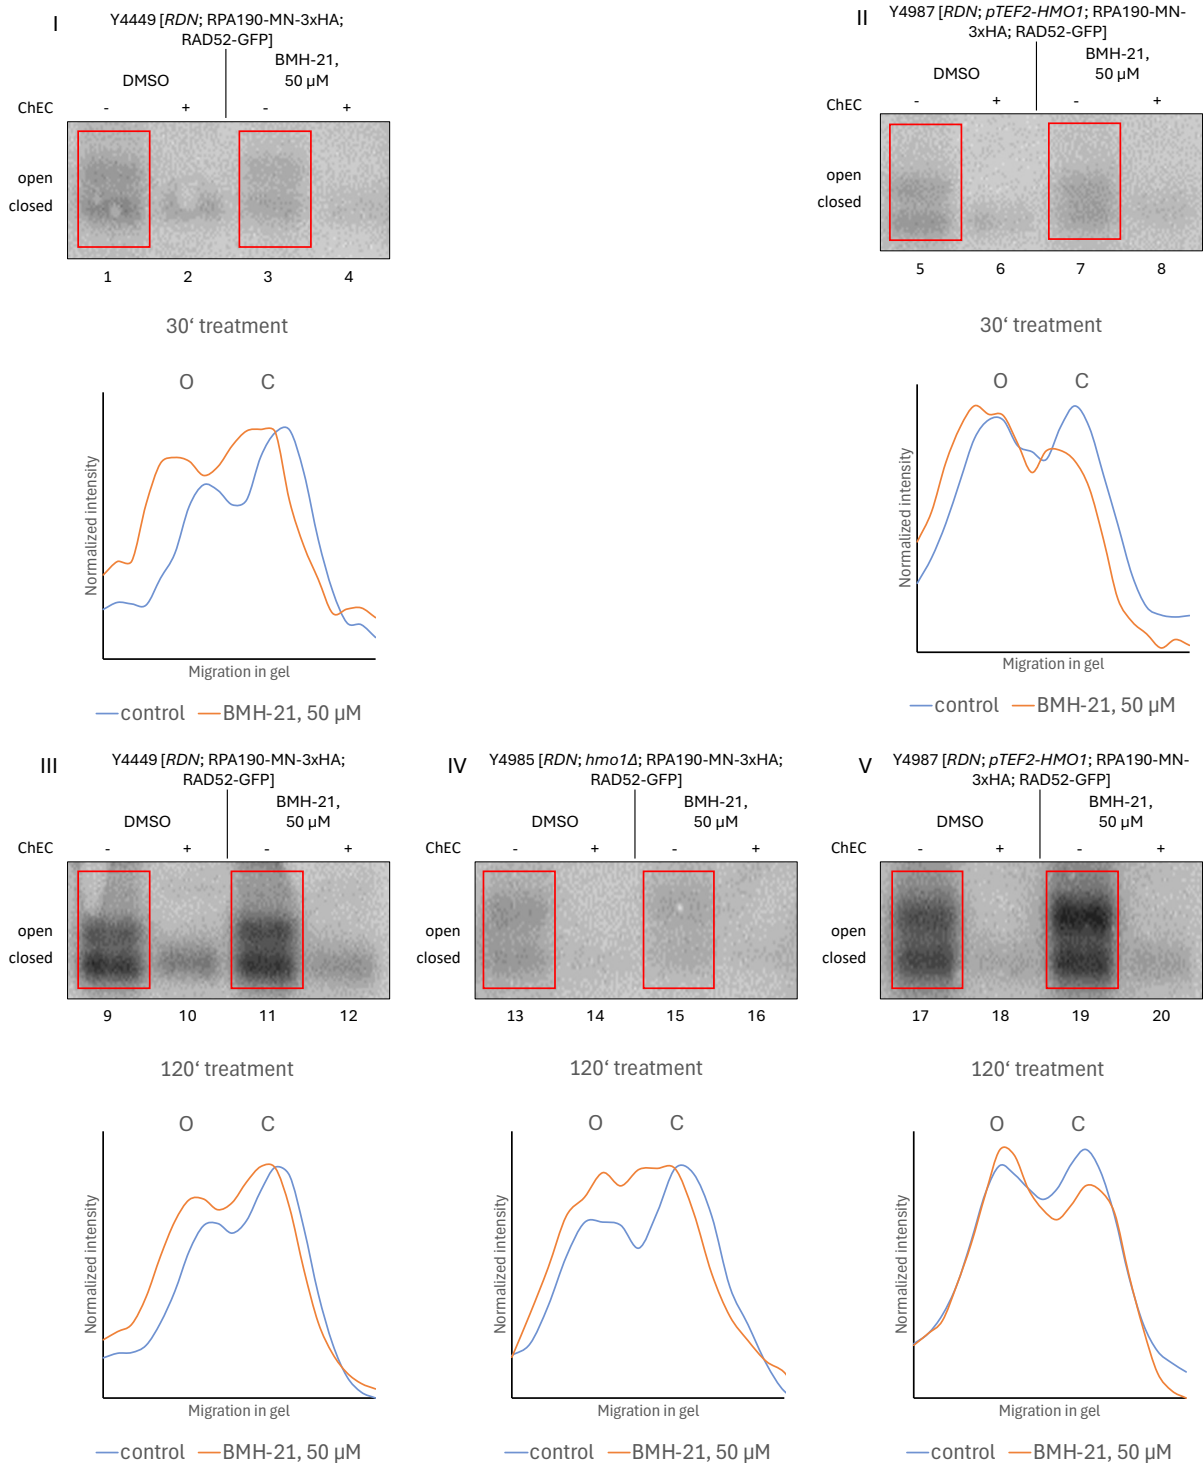 I
Y4449 [RDN; RPA190-MN-3xHA;
RAD52-GFP]
DMSO
BMH-21,
50 µM
ChEC - + - +
open
closed
1 2 3 4
30‘ treatment
O C
Normalized intensity
Migration in gel
control BMH-21, 50 µM
II
Y4987 [RDN; pTEF2-HMO1; RPA190-MN-
3xHA; RAD52-GFP]
DMSO
BMH-21,
50 µM
ChEC - + - +
open
closed
5 6 7 8
30‘ treatment
O C
Normalized intensity
Migration in gel
control BMH-21, 50 µM
III
Y4449 [RDN; RPA190-MN-3xHA;
RAD52-GFP]
DMSO
BMH-21,
50 µM
ChEC - + - +
open
closed
9 10 11 12
120‘ treatment
O C
Normalized intensity
Migration in gel
control BMH-21, 50 µM
IV
Y4985 [RDN; hmo1Δ; RPA190-MN-3xHA;
RAD52-GFP]
DMSO
BMH-21,
50 µM
ChEC - + - +
open
closed
13 14 15 16
120‘ treatment
O C
Normalized intensity
Migration in gel
control BMH-21, 50 µM
V
Y4987 [RDN; pTEF2-HMO1; RPA190-MN-
3xHA; RAD52-GFP]
DMSO
BMH-21,
50 µM
ChEC - + - +
open
closed
17 18 19 20
120‘ treatment
O C
Normalized intensity
Migration in gel
control BMH-21, 50 µM